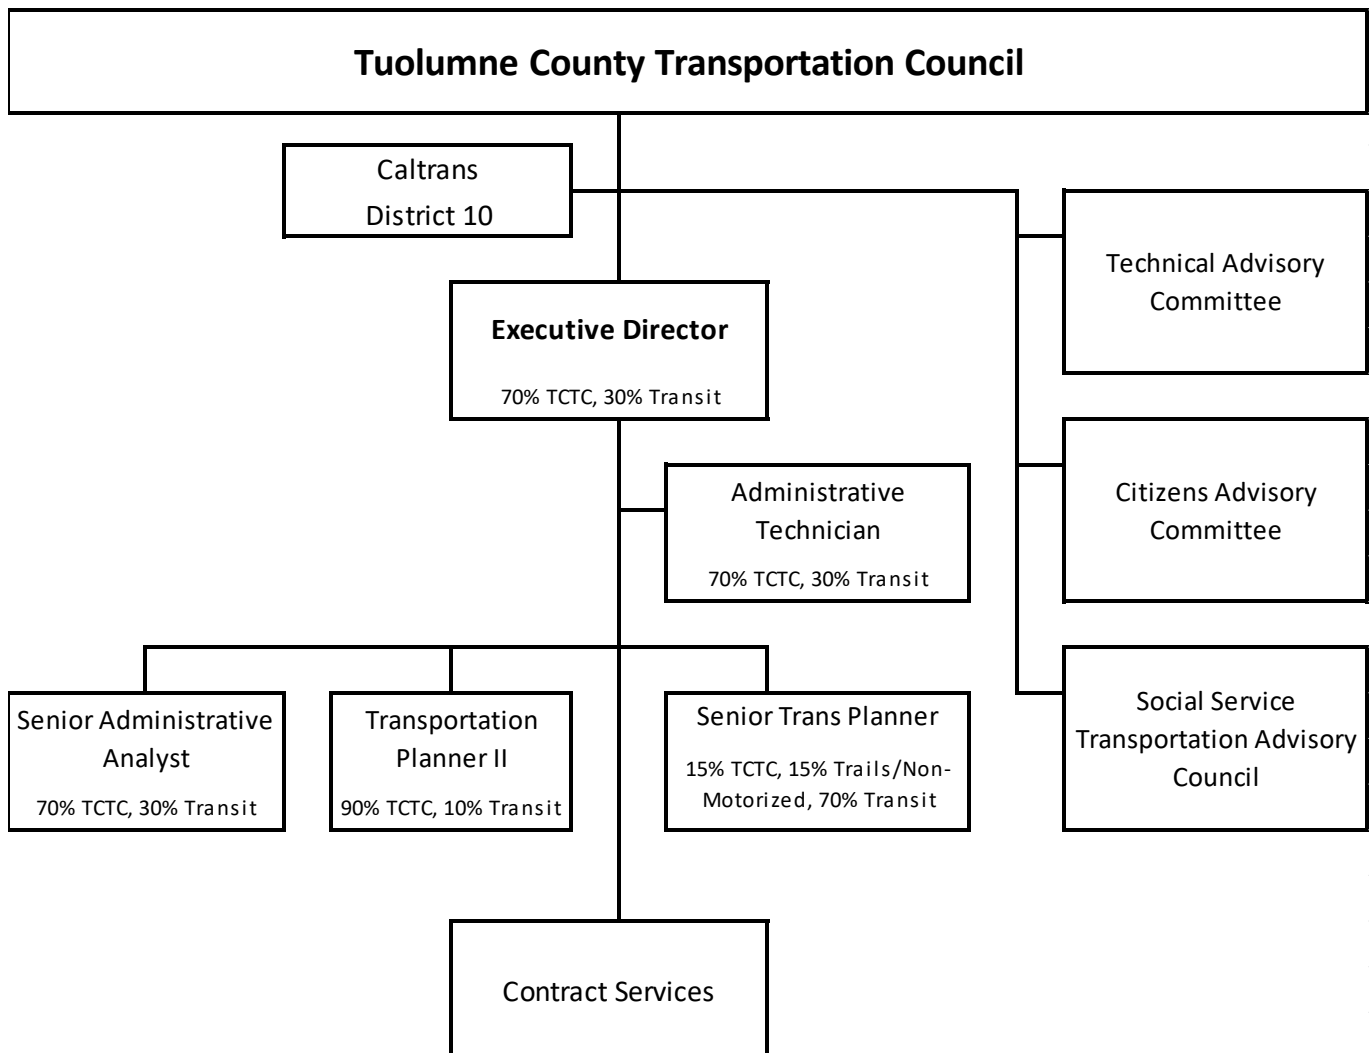 Tuolumne County Transportation Council
Caltrans
District 10
Technical Advisory
Committee
Executive Director
70% TCTC, 30% Transit
Administrative
Technician
70% TCTC, 30% Transit
Citizens Advisory
Committee
Senior Administrative
Analyst
70% TCTC, 30% Transit
Transportation
Planner II
90% TCTC, 10% Transit
Senior Trans Planner
15% TCTC, 15% Trails/Non-
Motorized, 70% Transit
Social Service
Transportation Advisory
Council
Contract Services